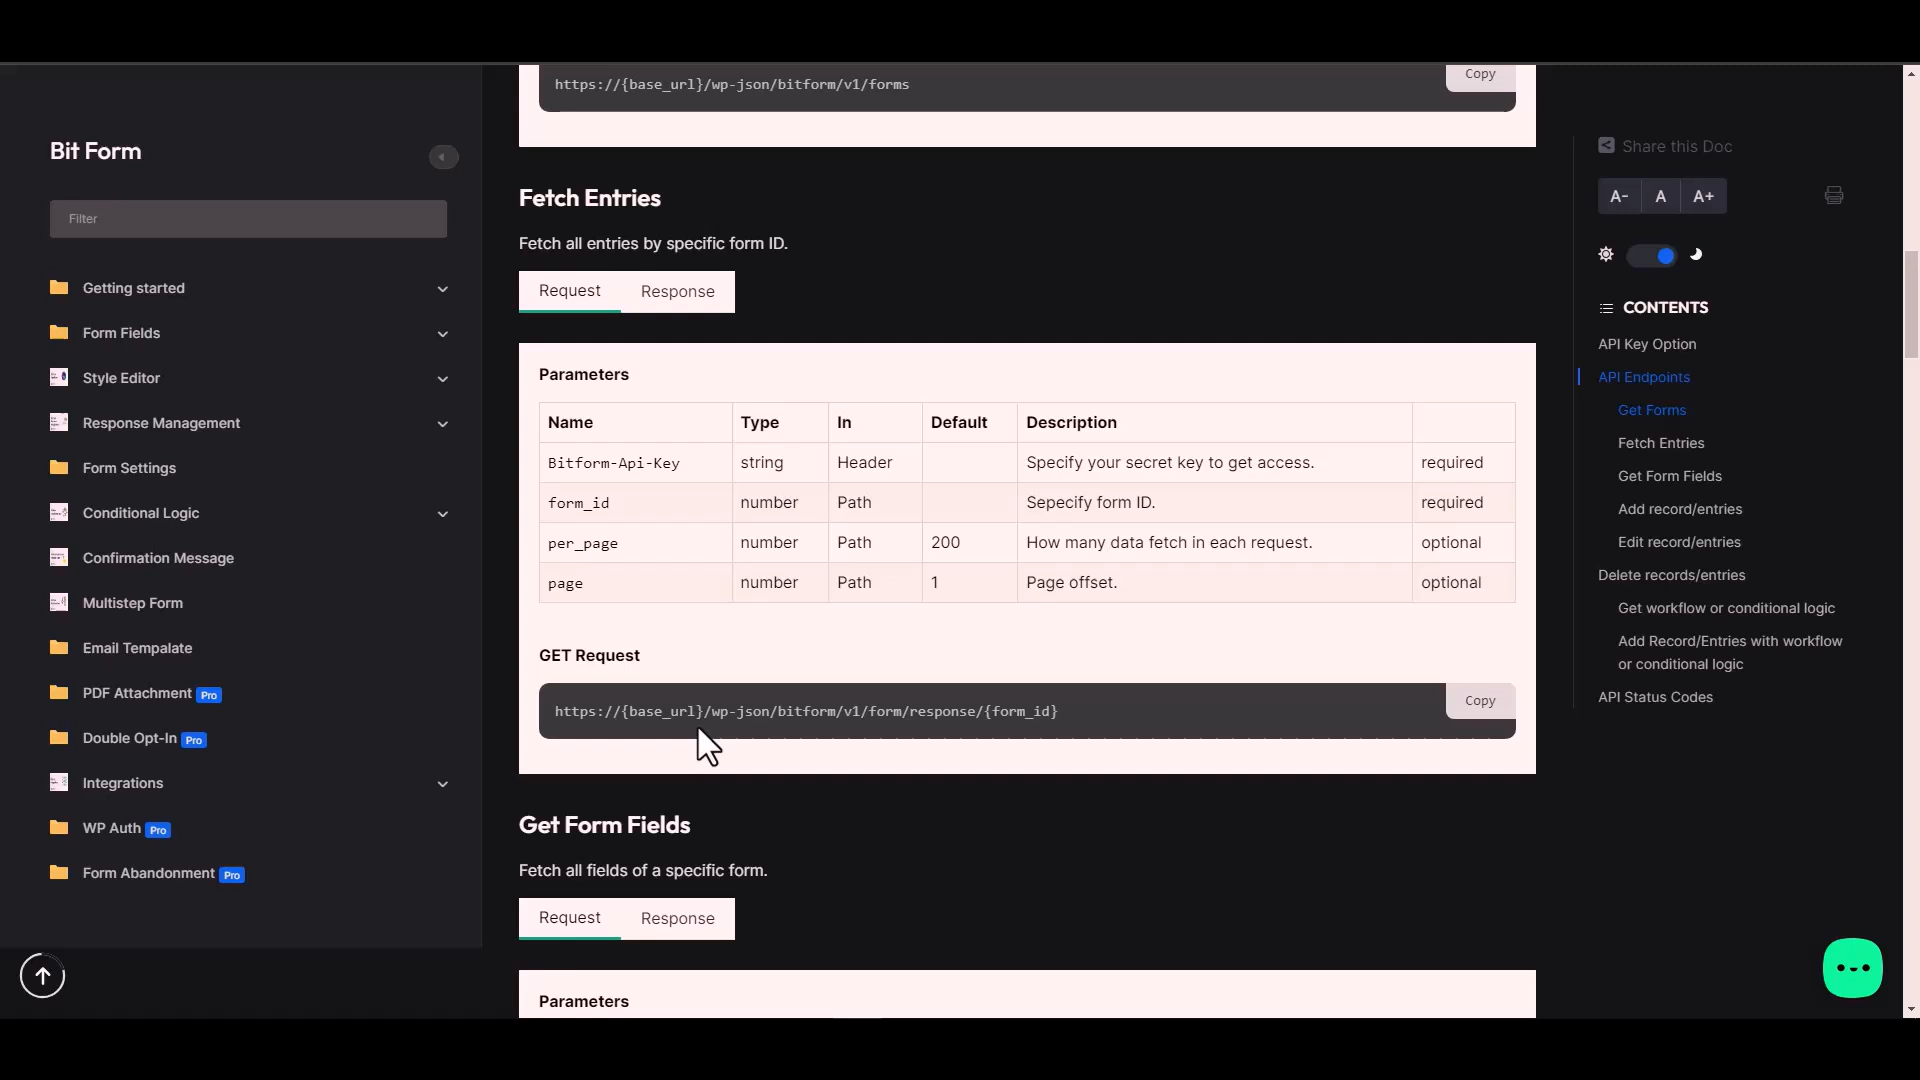 Bit Form
Filter
Getting started
Form Fields
Style Editor
Response Management
Form Settings
Conditional Logic
Confirmation Message
Multistep Form
Email Tempalate
PDF Attachment Pro
Double Opt-In Pro
Integrations
WP Auth Pro
Form Abandonment Pro
https://{base_url}/wp-json/bitform/v1/forms
Copy
Fetch Entries
Fetch all entries by specific form ID.
Request Response
Parameters
Name Type In Default Description
Bitform-Api-Key string Header Specify your secret key to get access. required
form_id number Path Sepecify form ID. required
per_page number Path 200 How many data fetch in each request. optional
page number Path 1 Page offset. optional
GET Request
https://{base_url}/wp-json/bitform/v1/form/response/{form_id}
Copy
Get Form Fields
Fetch all fields of a specific form.
Request Response
Parameters
Share this Doc
A- A A+
CONTENTS
API Key Option
API Endpoints
Get Forms
Fetch Entries
Get Form Fields
Add record/entries
Edit record/entries
Delete records/entries
Get workflow or conditional logic
Add Record/Entries with workflow
or conditional logic
API Status Codes